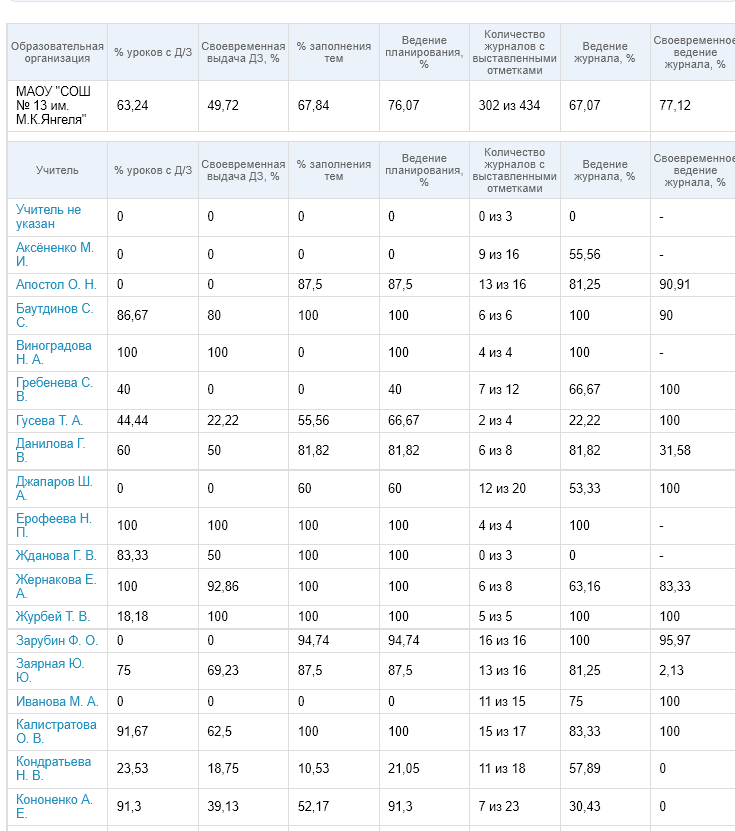 Образовательная организация % уроков с Д/З Своевременная выдача ДЗ, % % заполнения тем Ведение планирования, % Количество журналов с выставленными отметками Ведение журнала, % Своевременное ведение журнала, %
МАОУ "СОШ № 13 им. М.К.Янгеля" 63,24 49,72 67,84 76,07 302 из 434 67,07 77,12
Учитель % уроков с Д/З Своевременная выдача ДЗ, % % заполнения тем Ведение планирования, % Количество журналов с выставленными отметками Ведение журнала, % Своевременное ведение журнала, %
Учитель не указан 0 0 0 0 0 из 3 0 -
Аксёненко М. И. 0 0 0 0 9 из 16 55,56 -
Апостол О. Н. 0 0 87,5 87,5 13 из 16 81,25 90,91
Баутдинов С. С. 86,67 80 100 100 6 из 6 100 90
Виноградова Н. А. 100 100 0 100 4 из 4 100 -
Гребенева С. В. 40 0 0 40 7 из 12 66,67 100
Гусева Т. А. 44,44 22,22 55,56 66,67 2 из 4 22,22 100
Данилова Г. В. 60 50 81,82 81,82 6 из 8 81,82 31,58
Джапаров Ш. А. 0 0 60 60 12 из 20 53,33 100
Ерофеева Н. П. 100 100 100 100 4 из 4 100 -
Жданова Г. В. 83,33 50 100 100 0 из 3 0 -
Жернакова Е. А. 100 92,86 100 100 6 из 8 63,16 83,33
Журбей Т. В. 18,18 100 100 100 5 из 5 100 100
Зарубин Ф. О. 0 0 94,74 94,74 16 из 16 100 95,97
Заярная Ю. Ю. 75 69,23 87,5 87,5 13 из 16 81,25 2,13
Иванова М. А. 0 0 0 0 11 из 15 75 100
Калистратова О. В. 91,67 62,5 100 100 15 из 17 83,33 100
Кондратьева Н. В. 23,53 18,75 10,53 21,05 11 из 18 57,89 0
Кононенко А. Е. 91,3 39,13 52,17 91,3 7 из 23 30,43 0